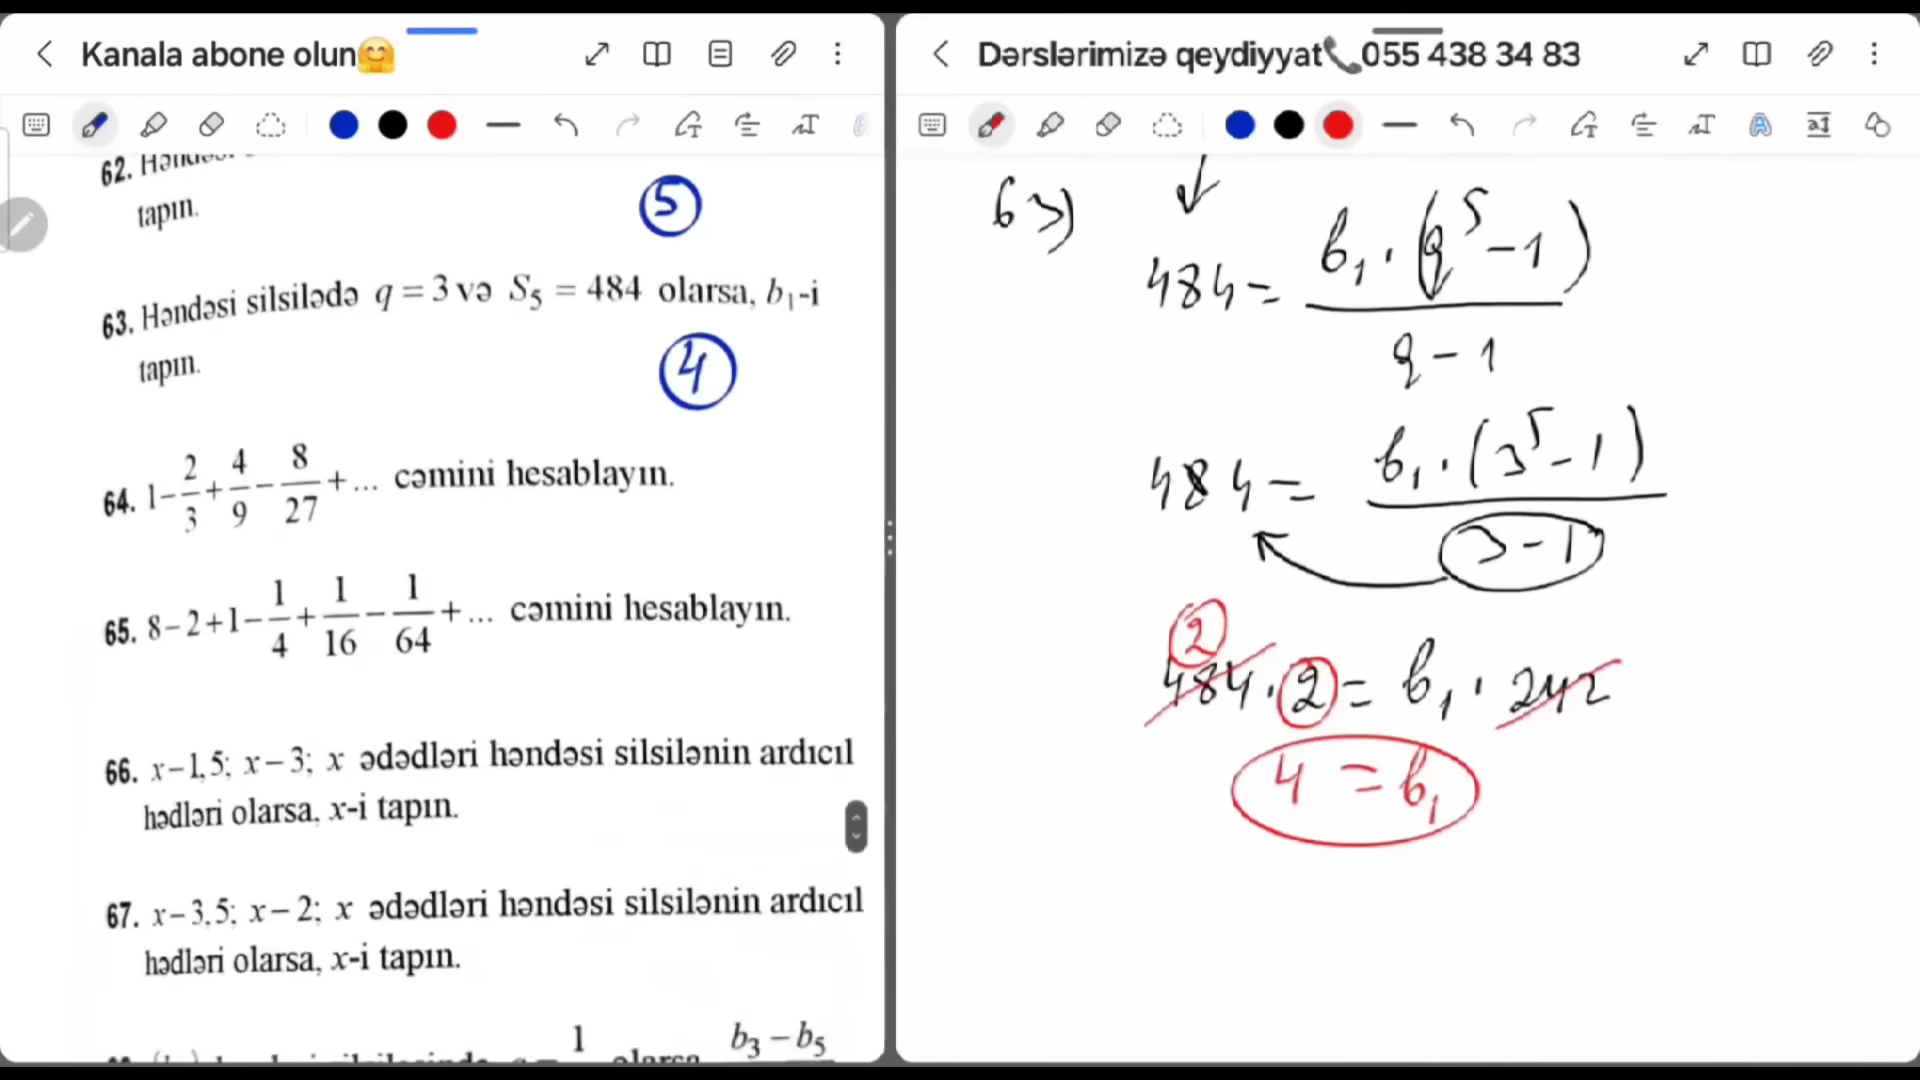 Kanala abone olun🤗
62. Həndəsi
tapın.
5
63. Həndəsi silsilədə q = 3 və S₅ = 484 olarsa, b₁-i
tapın.
4
64. 1 - 2/3 + 4/9 - 8/27 + ... cəmini hesablayın.
65. 8 - 2 + 1 - 1/4 + 1/16 - 1/64 + ... cəmini hesablayın.
66. x - 1,5; x - 3; x ədədləri həndəsi silsilənin ardıcıl
hədləri olarsa, x-i tapın.
67. x - 3,5; x - 2; x ədədləri həndəsi silsilənin ardıcıl
hədləri olarsa, x-i tapın.
olarsa b₃ - b₅
Dərslərimizə qeydiyyat📞055 438 34 83
63)
484 = b₁ · (q⁵ - 1) / q - 1
484 = b₁ · (3⁵ - 1) / 3 - 1
2
484 · 2 = b₁ · 242
4 = b₁